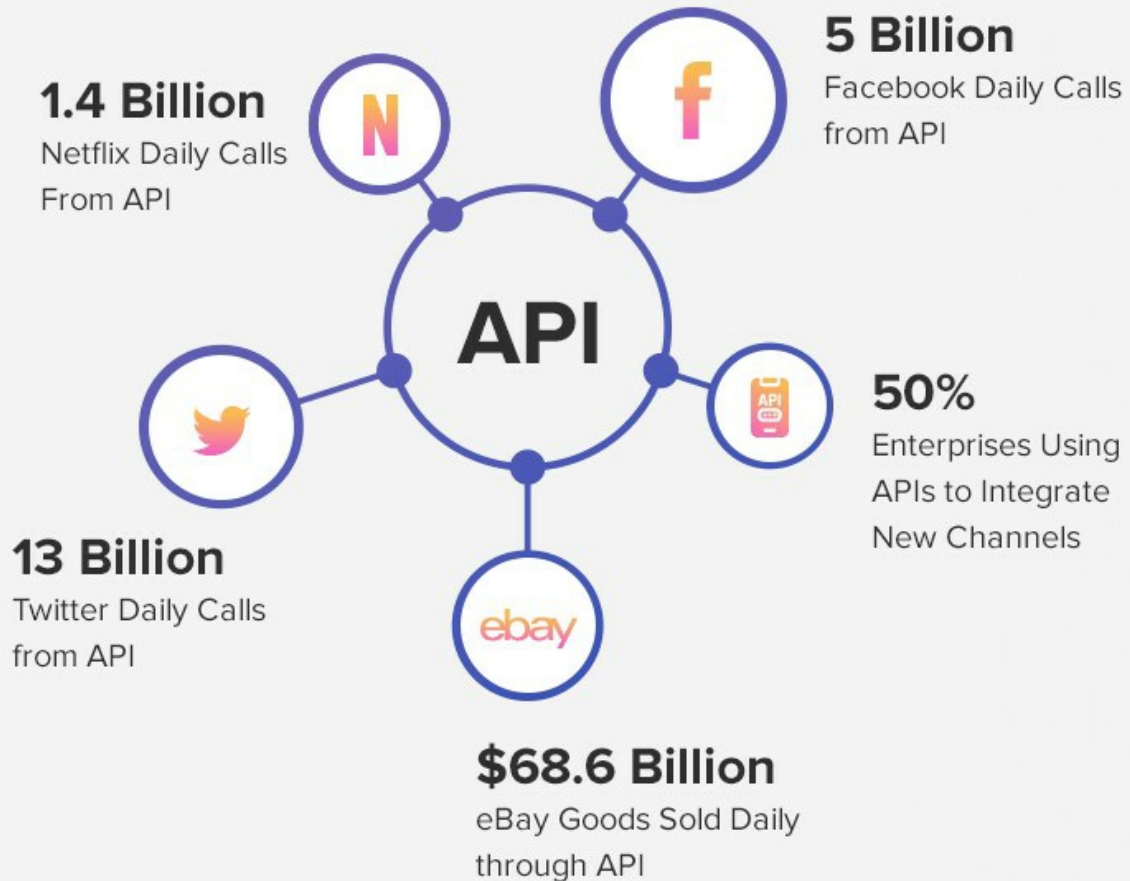 1.4 Billion
Netflix Daily Calls
From API
N
f
5 Billion
Facebook Daily Calls
from API
API
API
50%
Enterprises Using
APIs to Integrate
New Channels
13 Billion
Twitter Daily Calls
from API
ebay
$68.6 Billion
eBay Goods Sold Daily
through API